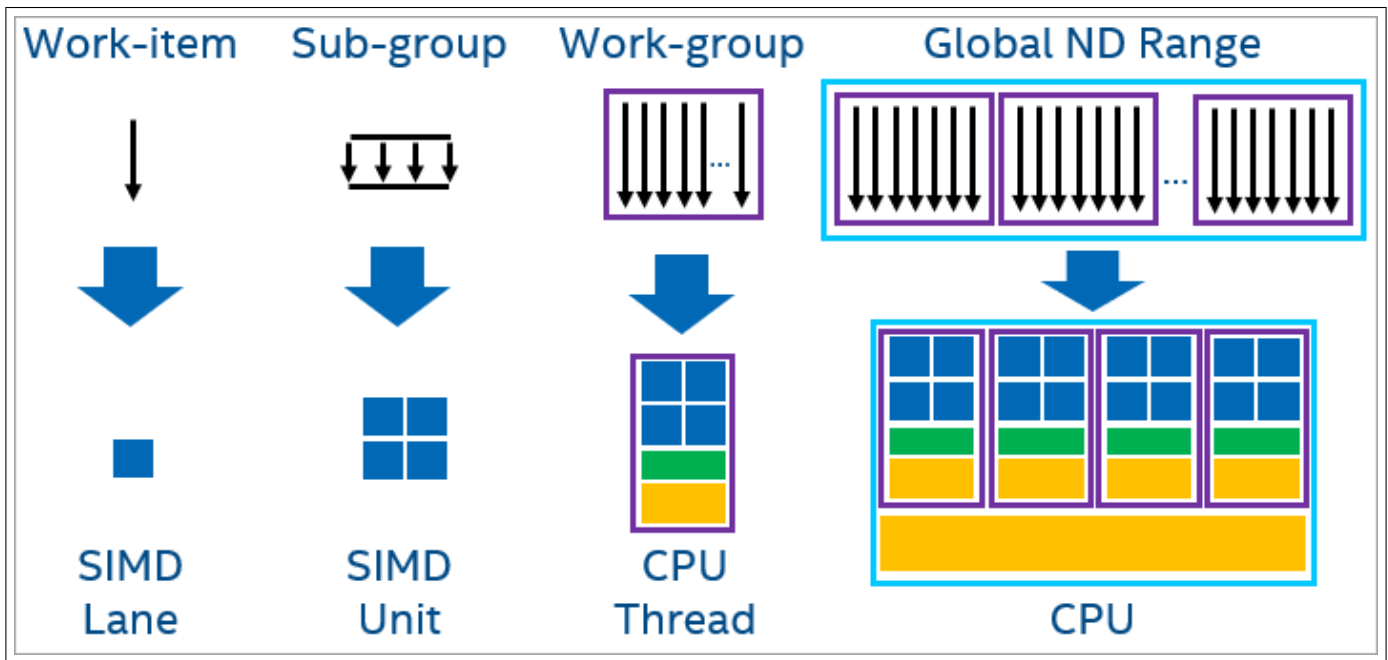 Work-item
Sub-group
Work-group
Global ND Range
...
...
SIMD
Lane
SIMD
Unit
CPU
Thread
CPU